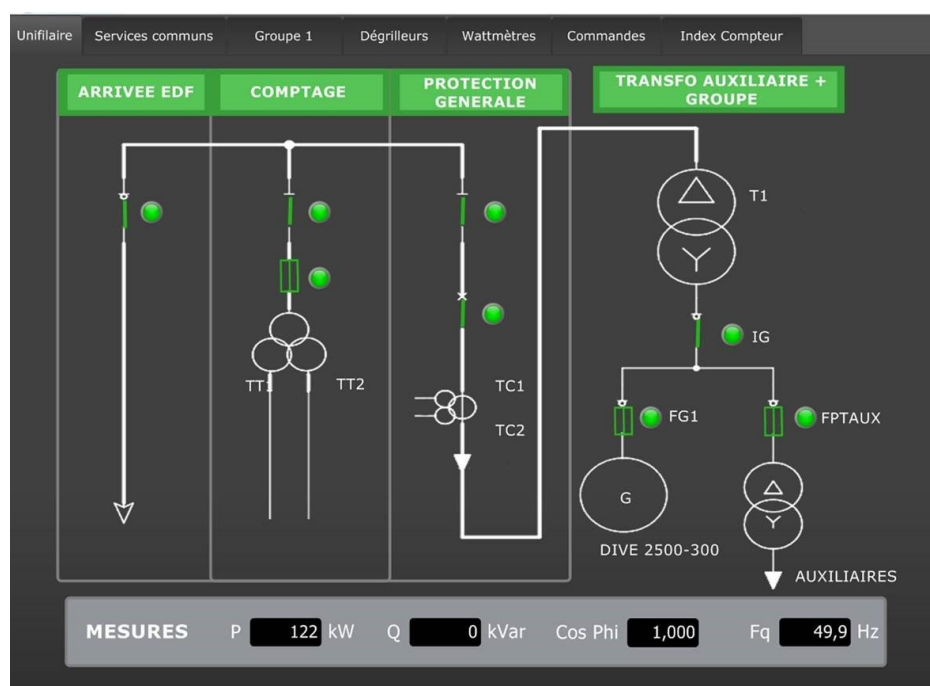 Unifilaire
Services communs
Groupe 1
Dégrilleurs
Wattmètres
Commandes
Index Compteur
ARRIVEE EDF
COMPTAGE
PROTECTION
GENERALE
TRANSFO AUXILIAIRE +
GROUPE
T1
IG
TT1
TT2
TC1
TC2
FG1
FPTAUX
G
DIVE 2500-300
AUXILIAIRES
MESURES
P 122 kW
Q 0 kVar
Cos Phi 1,000
Fq 49,9 Hz